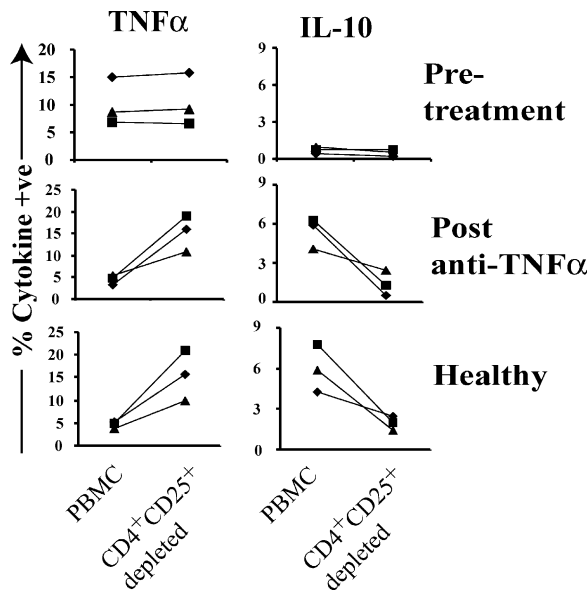 TNFα
IL-10
% Cytokine +ve
20
15
10
5
0
9
6
3
0
Pre-
treatment
25
20
15
10
5
0
9
6
3
0
Post
anti-TNFα
25
20
15
10
5
0
9
6
3
0
Healthy
PBMC
CD4+CD25+
depleted
PBMC
CD4+CD25+
depleted